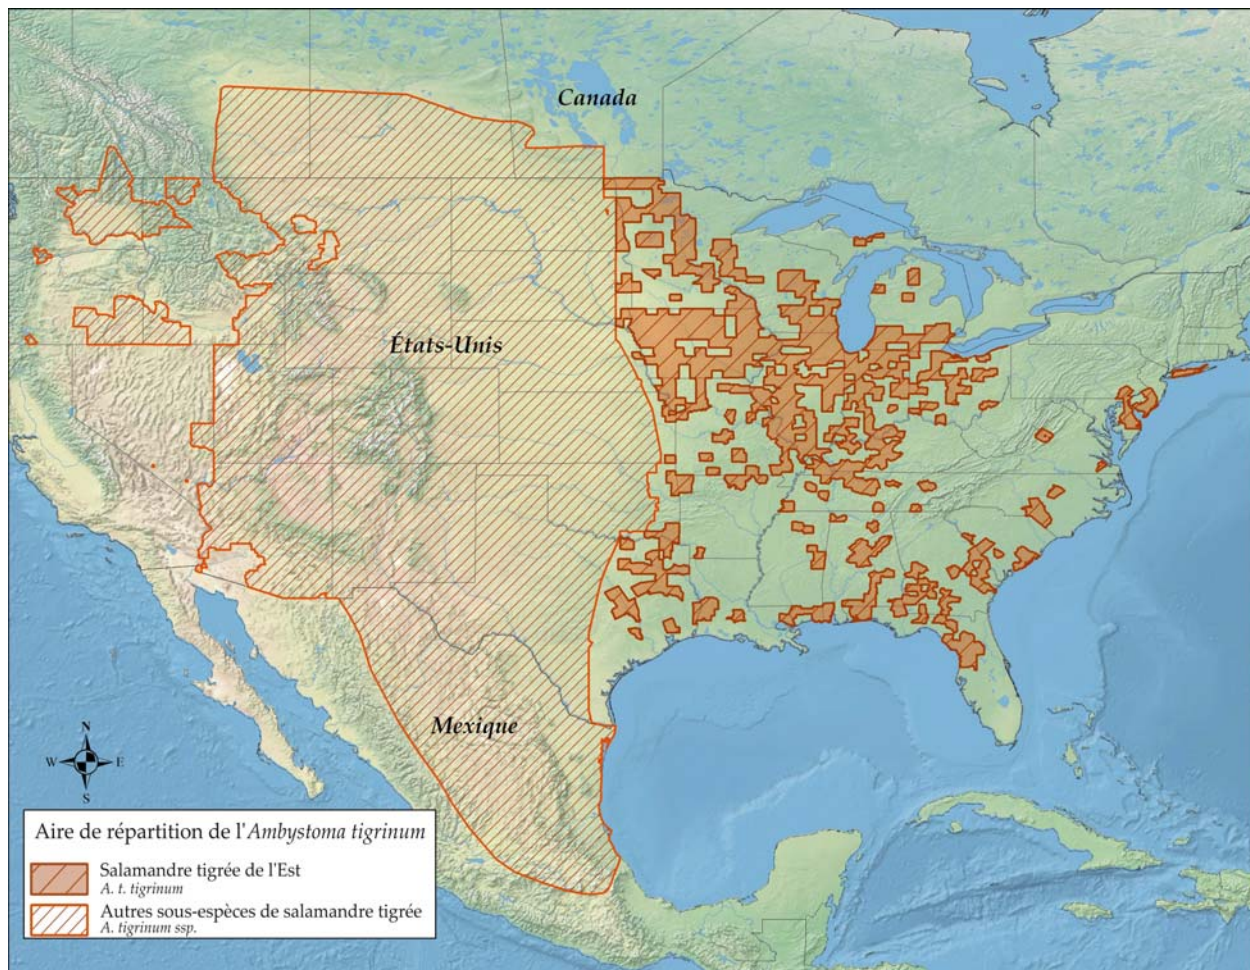 Canada
États-Unis
Mexique
N
W E
S
Aire de répartition de l'Ambystoma tigrinum
Salamandre tigrée de l'Est
A. t. tigrinum
Autres sous-espèces de salamandre tigrée
A. tigrinum ssp.